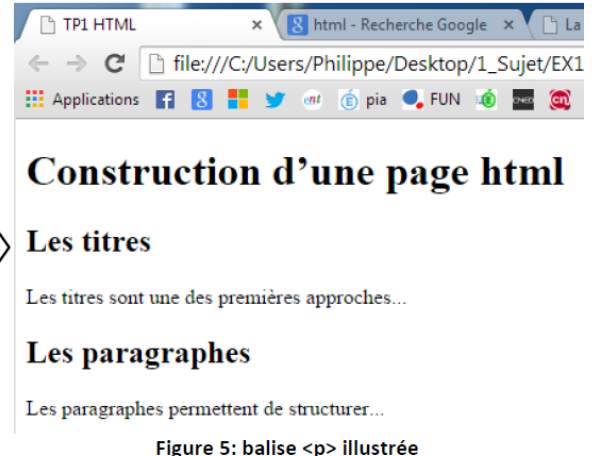 TP1 HTML × html - Recherche Google × La
file:///C:/Users/Philippe/Desktop/1_Sujet/EX1
Applications pia FUN
Construction d’une page html
Les titres
Les titres sont une des premières approches...
Les paragraphes
Les paragraphes permettent de structurer...
Figure 5: balise <p> illustrée